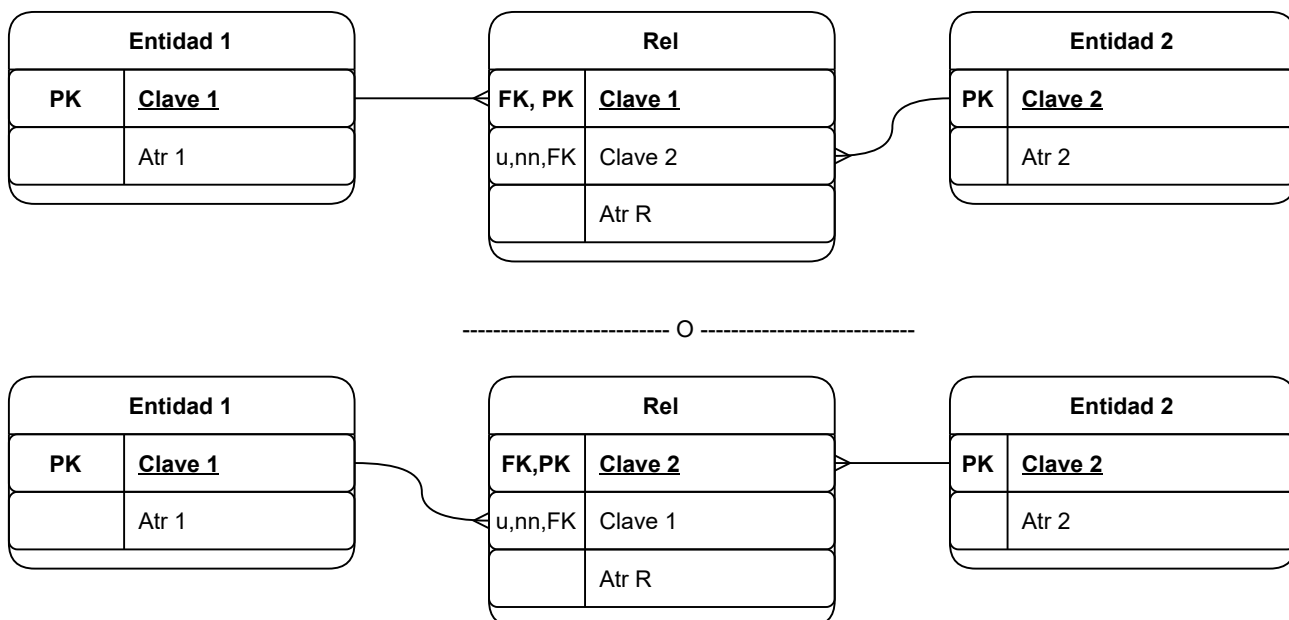 Entidad 1
PK Clave 1
Atr 1
Rel
FK, PK Clave 1
u,nn,FK Clave 2
Atr R
Entidad 2
PK Clave 2
Atr 2
--------------------------- O ----------------------------
Entidad 1
PK Clave 1
Atr 1
Rel
FK,PK Clave 2
u,nn,FK Clave 1
Atr R
Entidad 2
PK Clave 2
Atr 2